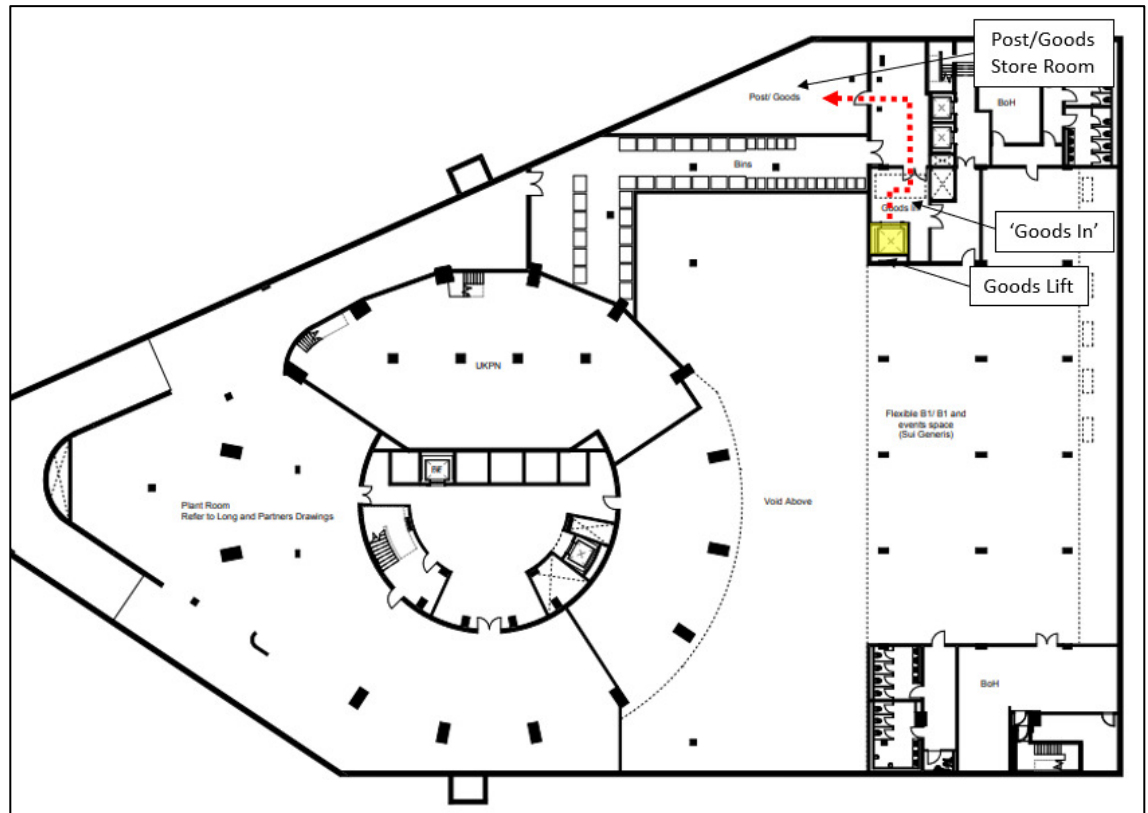 Post/Goods
Store Room
BoH
Post/ Goods
Bins
Goods In
'Goods In'
Goods Lift
UKPN
Flexible B1/ B1 and
events space
(Sui Generis)
Plant Room
Refer to Long and Partners Drawings
Void Above
BoH